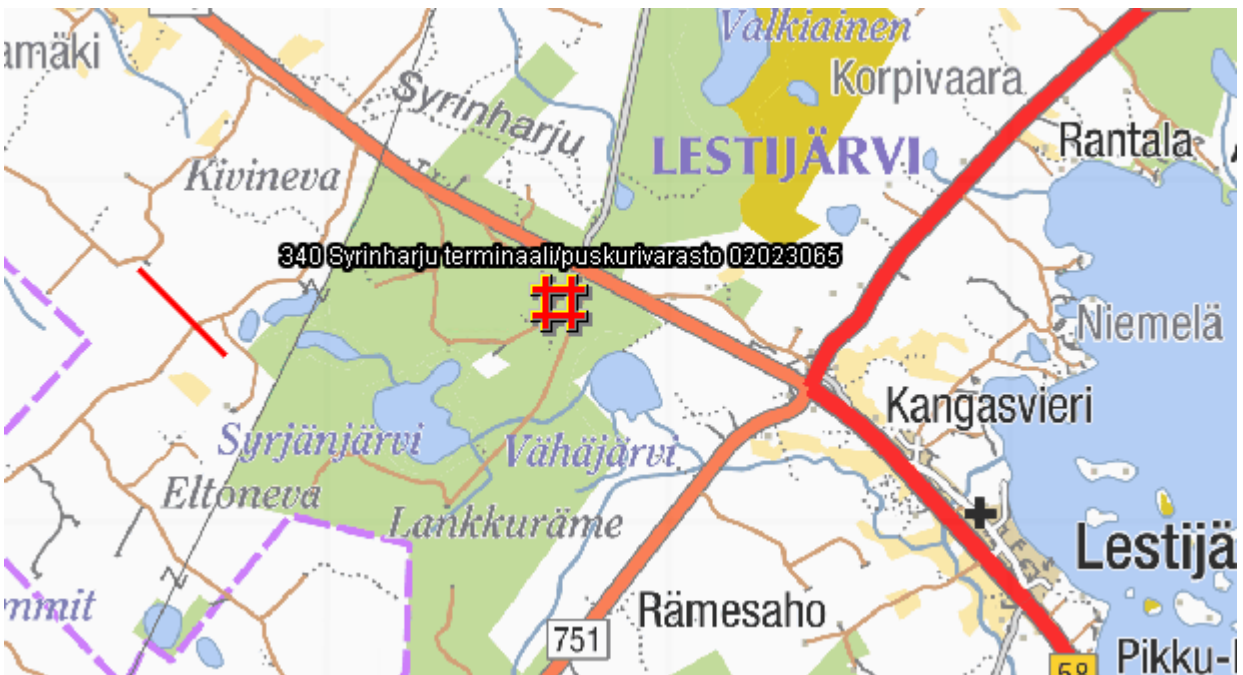 Valkiainen
amäki
Korpivaara
Syrinharju
Rantala
LESTIJÄRVI
Kivineva
340 Syrinharju terminaali/puskurivarasto 02023065
Niemelä
Kangasvieri
Syrjänjärvi
Vähäjärvi
Eltoneva
Lankkuräme
Lestijä
mmit
Rämesaho
751
Pikku-
58